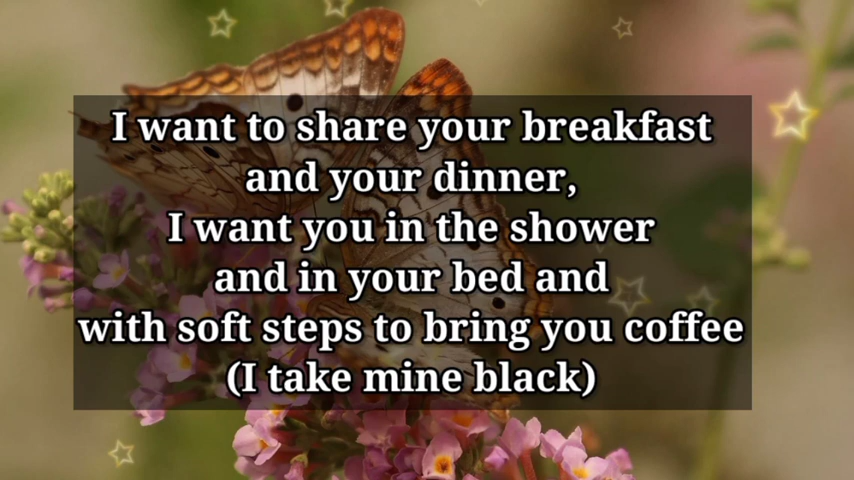 I want to share your breakfast
and your dinner,
I want you in the shower
and in your bed and
with soft steps to bring you coffee
(I take mine black)